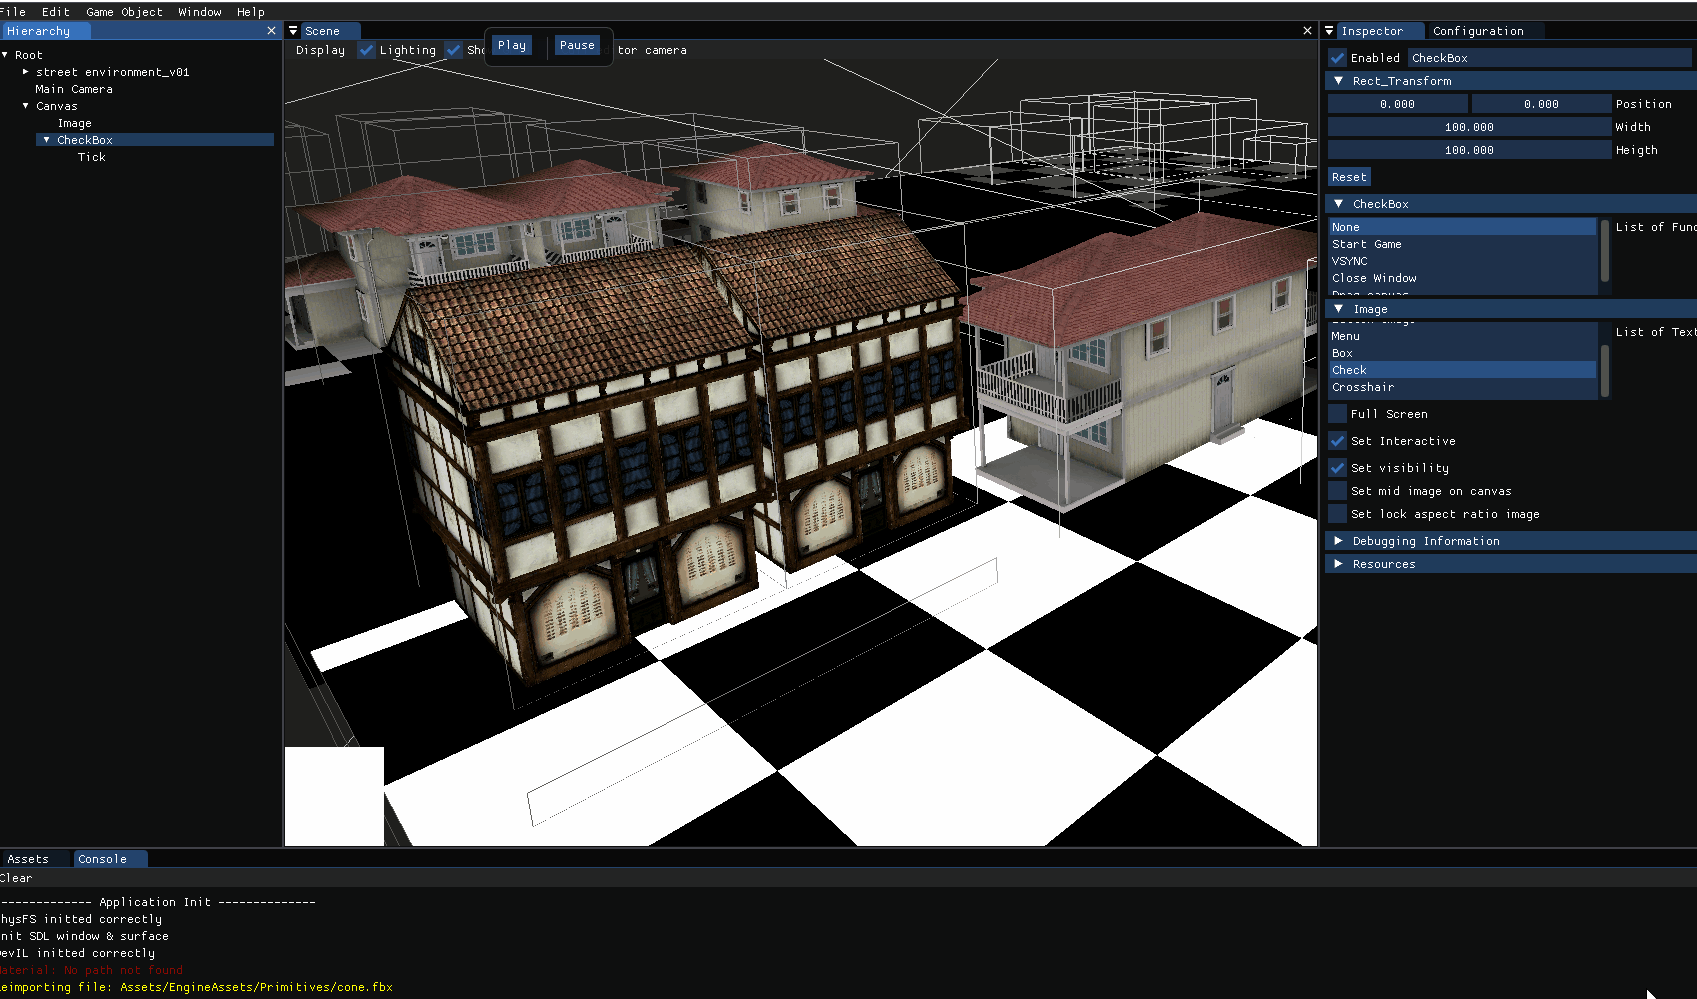 File Edit Game Object Window Help
Hierarchy
Root
street environment_v01
Main Camera
Canvas
Image
CheckBox
Tick
Scene
Display Lighting Sho
Play Pause
tor camera
Inspector Configuration
Enabled CheckBox
Rect_Transform
0.000 0.000 Position
100.000 Width
100.000 Heigth
Reset
CheckBox
None
Start Game
VSYNC
Close Window
Drag canvas
List of Func
Image
Menu
Box
Check
Crosshair
List of Text
Full Screen
Set Interactive
Set visibility
Set mid image on canvas
Set lock aspect ratio image
Debugging Information
Resources
Assets Console
Clear
------------- Application Init --------------
hysFS initted correctly
nit SDL window & surface
evIL initted correctly
aterial: No path not found
eimporting file: Assets/EngineAssets/Primitives/cone.fbx